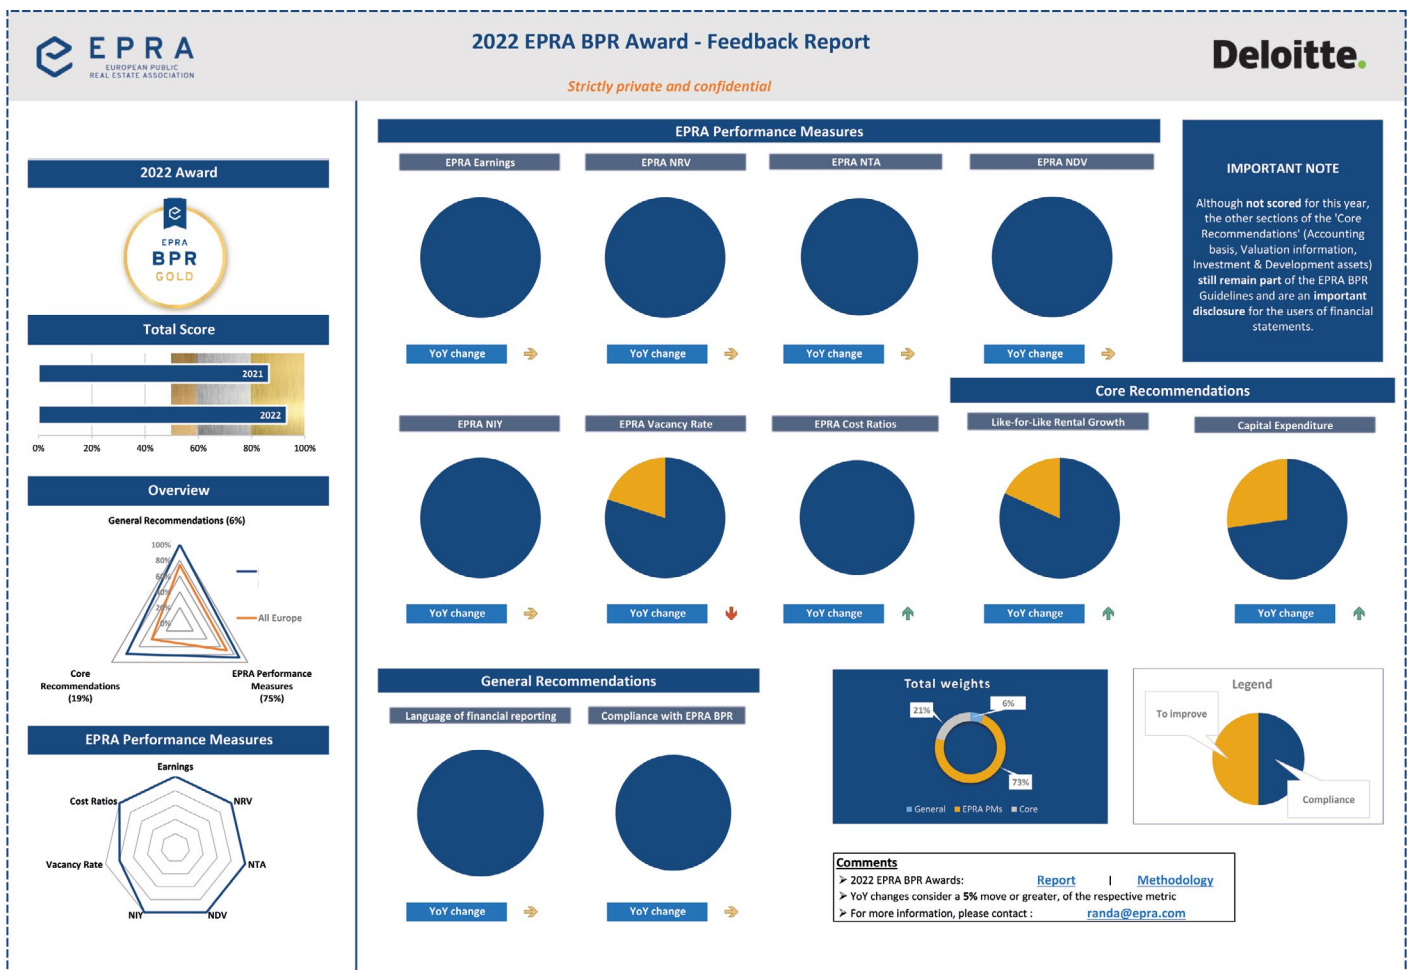 EPRA
EUROPEAN PUBLIC
REAL ESTATE ASSOCIATION
2022 EPRA BPR Award - Feedback Report
Strictly private and confidential
Deloitte.
2022 Award
EPRA
BPR
GOLD
Total Score
2021
2022
0% 20% 40% 60% 80% 100%
Overview
General Recommendations (6%)
100%
80%
60%
40%
20%
0%
All Europe
Core
Recommendations
(19%)
EPRA Performance
Measures
(75%)
EPRA Performance Measures
Earnings
Cost Ratios
NRV
Vacancy Rate
NTA
NIY
NDV
EPRA Performance Measures
EPRA Earnings
EPRA NRV
EPRA NTA
EPRA NDV
YoY change
YoY change
YoY change
YoY change
IMPORTANT NOTE
Although not scored for this year,
the other sections of the 'Core
Recommendations' (Accounting
basis, Valuation information,
Investment & Development assets)
still remain part of the EPRA BPR
Guidelines and are an important
disclosure for the users of financial
statements.
Core Recommendations
EPRA NIY
EPRA Vacancy Rate
EPRA Cost Ratios
Like-for-Like Rental Growth
Capital Expenditure
YoY change
YoY change
YoY change
YoY change
YoY change
General Recommendations
Language of financial reporting
Compliance with EPRA BPR
YoY change
YoY change
Total weights
21%
6%
73%
General EPRA PMs Core
Legend
To improve
Compliance
Comments
➢ 2022 EPRA BPR Awards: Report | Methodology
➢ YoY changes consider a 5% move or greater, of the respective metric
➢ For more information, please contact : randa@epra.com